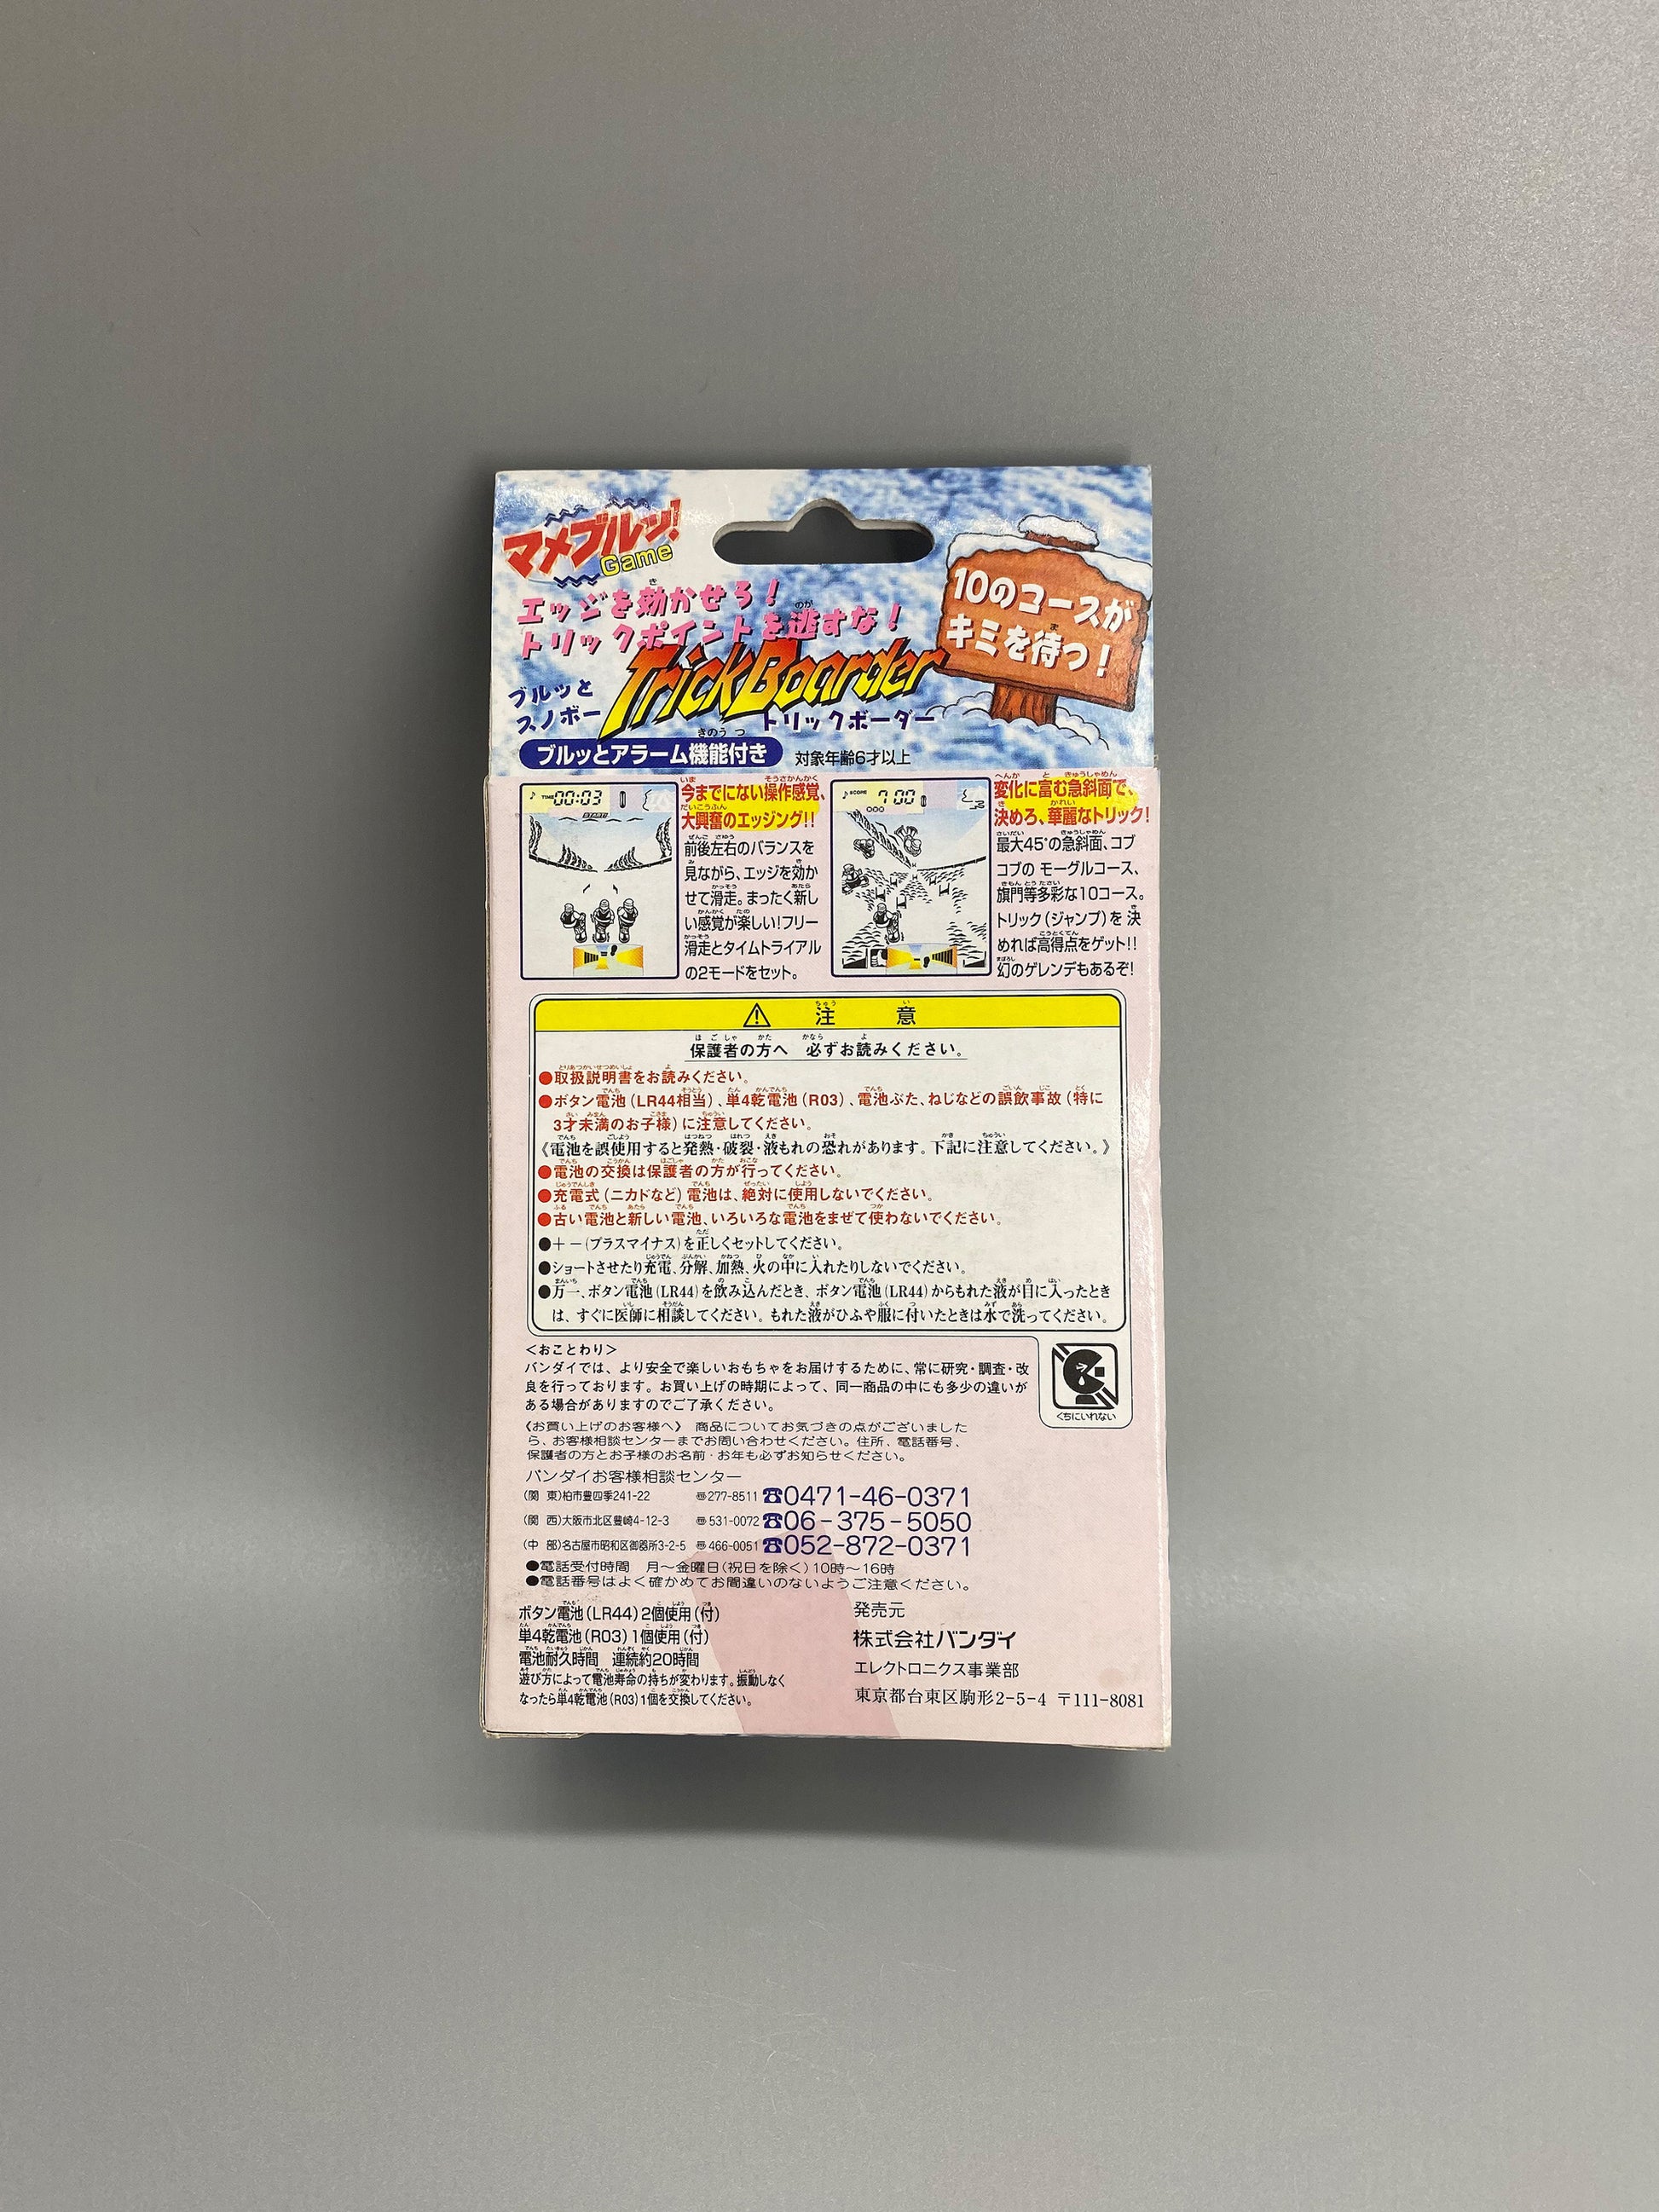 マメブルッ!
Game
エッジを効かせろ!
トリックポイントを逃すな!
10のコースが
キミを待つ!
ブルッと
スノボー
TrickBoarder
トリックボーダー
ブルッとアラーム機能付き
対象年齢6才以上
TIME 00:03
START!
今までにない操作感覚、
大興奮のエッジング!!
前後左右のバランスを
見ながら、エッジを効か
せて滑走。まったく新し
い感覚が楽しい!フリー
滑走とタイムトライアル
の2モードをセット。
SCORE 700
変化に富む急斜面で、
決めろ、華麗なトリック!
最大45°の急斜面、コブ
コブの モーグルコース、
旗門等多彩な10コース。
トリック(ジャンプ)を 決
めれば高得点をゲット!!
幻のゲレンデもあるぞ!
注 意
保護者の方へ 必ずお読みください。
●取扱説明書をお読みください。
●ボタン電池(LR44相当)、単4乾電池(R03)、電池ぶた、ねじなどの誤飲事故(特に
3才未満のお子様)に注意してください。
《電池を誤使用すると発熱・破裂・液もれの恐れがあります。下記に注意してください。》
●電池の交換は保護者の方が行ってください。
●充電式(ニカドなど)電池は、絶対に使用しないでください。
●古い電池と新しい電池、いろいろな電池をまぜて使わないでください。
●+-(プラスマイナス)を正しくセットしてください。
●ショートさせたり充電、分解、加熱、火の中に入れたりしないでください。
●万一、ボタン電池(LR44)を飲み込んだとき、ボタン電池(LR44)からもれた液が目に入ったとき
は、すぐに医師に相談してください。もれた液がひふや服に付いたときは水で洗ってください。
<おことわり>
バンダイでは、より安全で楽しいおもちゃをお届けするために、常に研究・調査・改
良を行っております。お買い上げの時期によって、同一商品の中にも多少の違いが
ある場合がありますのでご了承ください。
くちにいれない
《お買い上げのお客様へ》 商品についてお気づきの点がございました
ら、お客様相談センターまでお問い合わせください。住所、電話番号、
保護者の方とお子様のお名前・お年も必ずお知らせください。
バンダイお客様相談センター
(関 東)柏市豊四季241-22 〠277-8511 ☎0471-46-0371
(関 西)大阪市北区豊崎4-12-3 〠531-0072 ☎06-375-5050
(中 部)名古屋市昭和区御器所3-2-5 〠466-0051 ☎052-872-0371
●電話受付時間 月〜金曜日(祝日を除く)10時〜16時
●電話番号はよく確かめてお間違いのないようご注意ください。
ボタン電池(LR44)2個使用(付)
単4乾電池(R03)1個使用(付)
電池耐久時間 連続約20時間
遊び方によって電池寿命の持ちが変わります。振動しなく
なったら単4乾電池(R03)1個を交換してください。
発売元
株式会社バンダイ
エレクトロニクス事業部
東京都台東区駒形2-5-4 〒111-8081